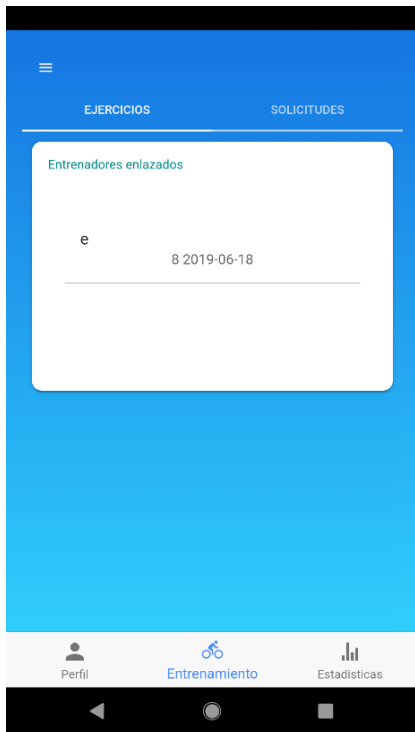 EJERCICIOS SOLICITUDES
Entrenadores enlazados
e
8 2019-06-18
Perfil Entrenamiento Estadisticas